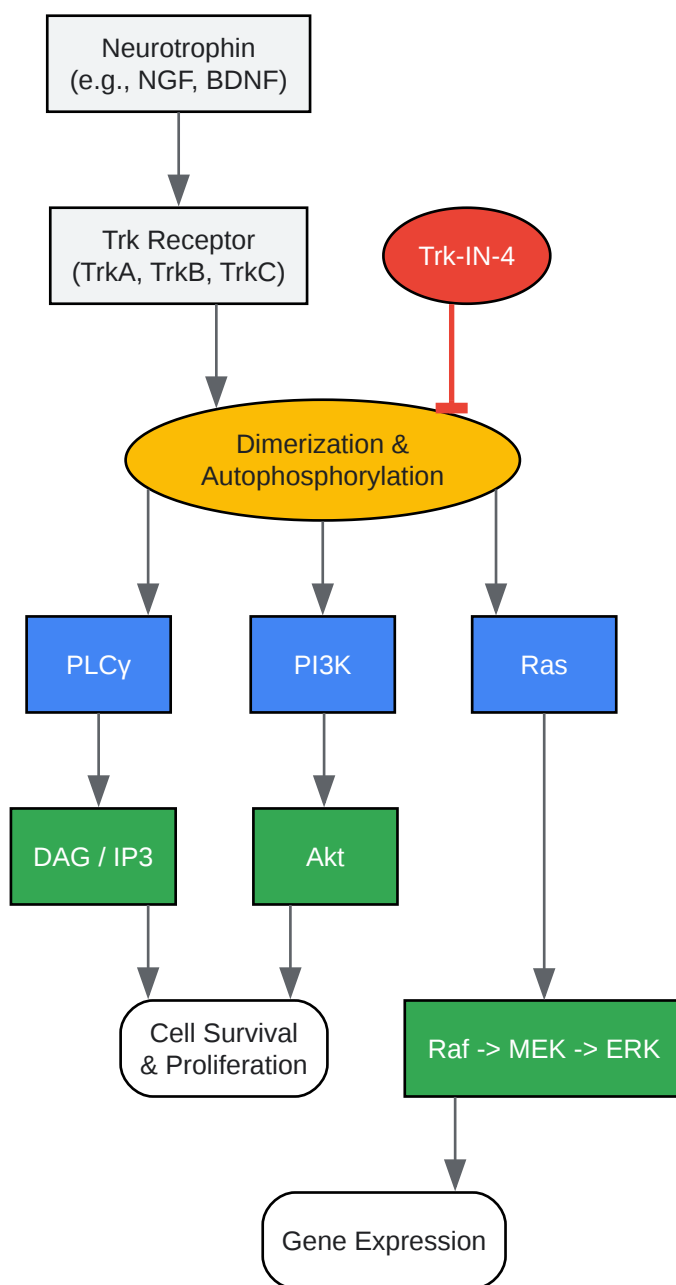 Neurotrophin
(e.g., NGF, BDNF)
Trk Receptor
(TrkA, TrkB, TrkC)
Trk-IN-4
Dimerization &
Autophosphorylation
PLCγ
PI3K
Ras
DAG / IP3
Akt
Cell Survival
& Proliferation
Raf -> MEK -> ERK
Gene Expression